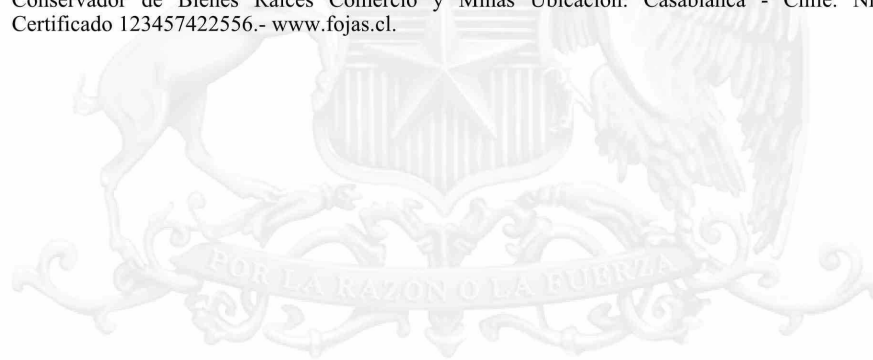 Conservador de Bienes Raíces Comercio y Minas Ubicación: Casablanca - Chile.
Certificado 123457422556.- www.fojas.cl.
POR LA RAZON O LA FUERZA